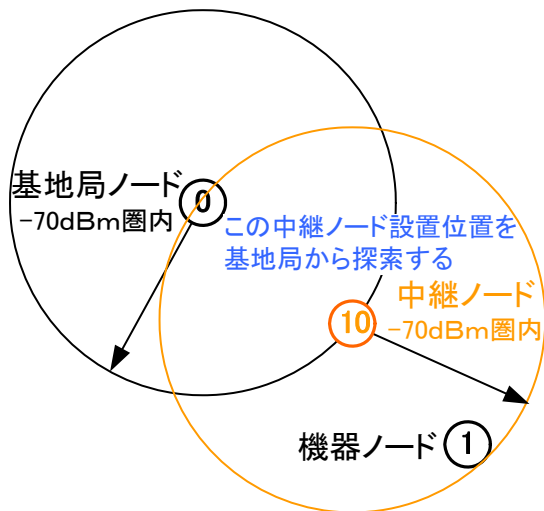 基地局ノード
0
-70dBm圏内
この中継ノード設置位置を
基地局から探索する
中継ノード
10
-70dBm圏内
機器ノード
1